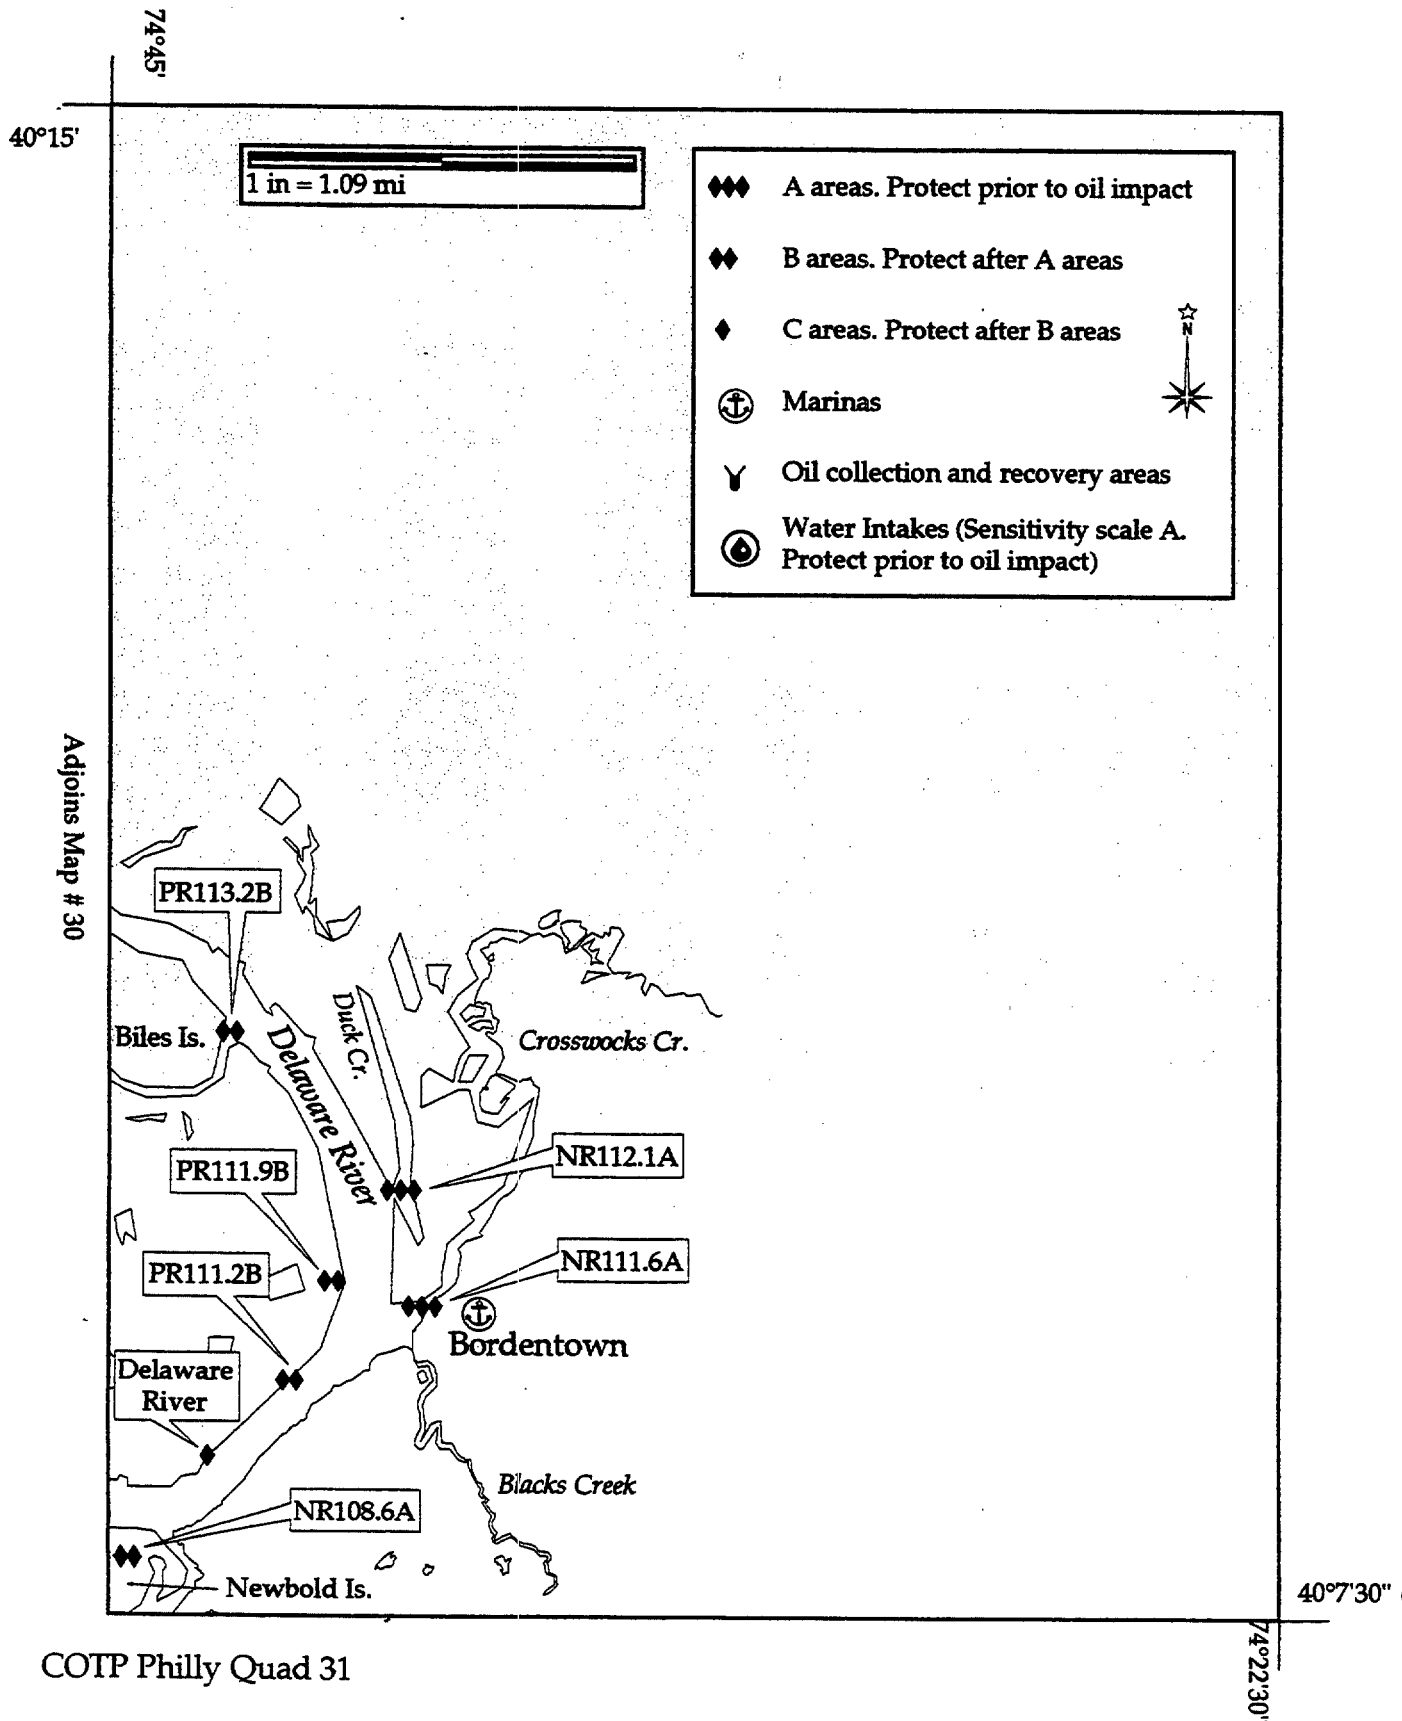 74°45'
40°15'
1 in = 1.09 mi
A areas. Protect prior to oil impact
B areas. Protect after A areas
C areas. Protect after B areas
N
Marinas
Oil collection and recovery areas
Water Intakes (Sensitivity scale A.
Protect prior to oil impact)
Adjoins Map # 30
PR113.2B
Biles Is.
Delaware River
Duck Cr.
Crosswocks Cr.
NR112.1A
PR111.9B
NR111.6A
PR111.2B
Bordentown
Delaware
River
Blacks Creek
NR108.6A
Newbold Is.
40°7'30"
74°22'30"
COTP Philly Quad 31